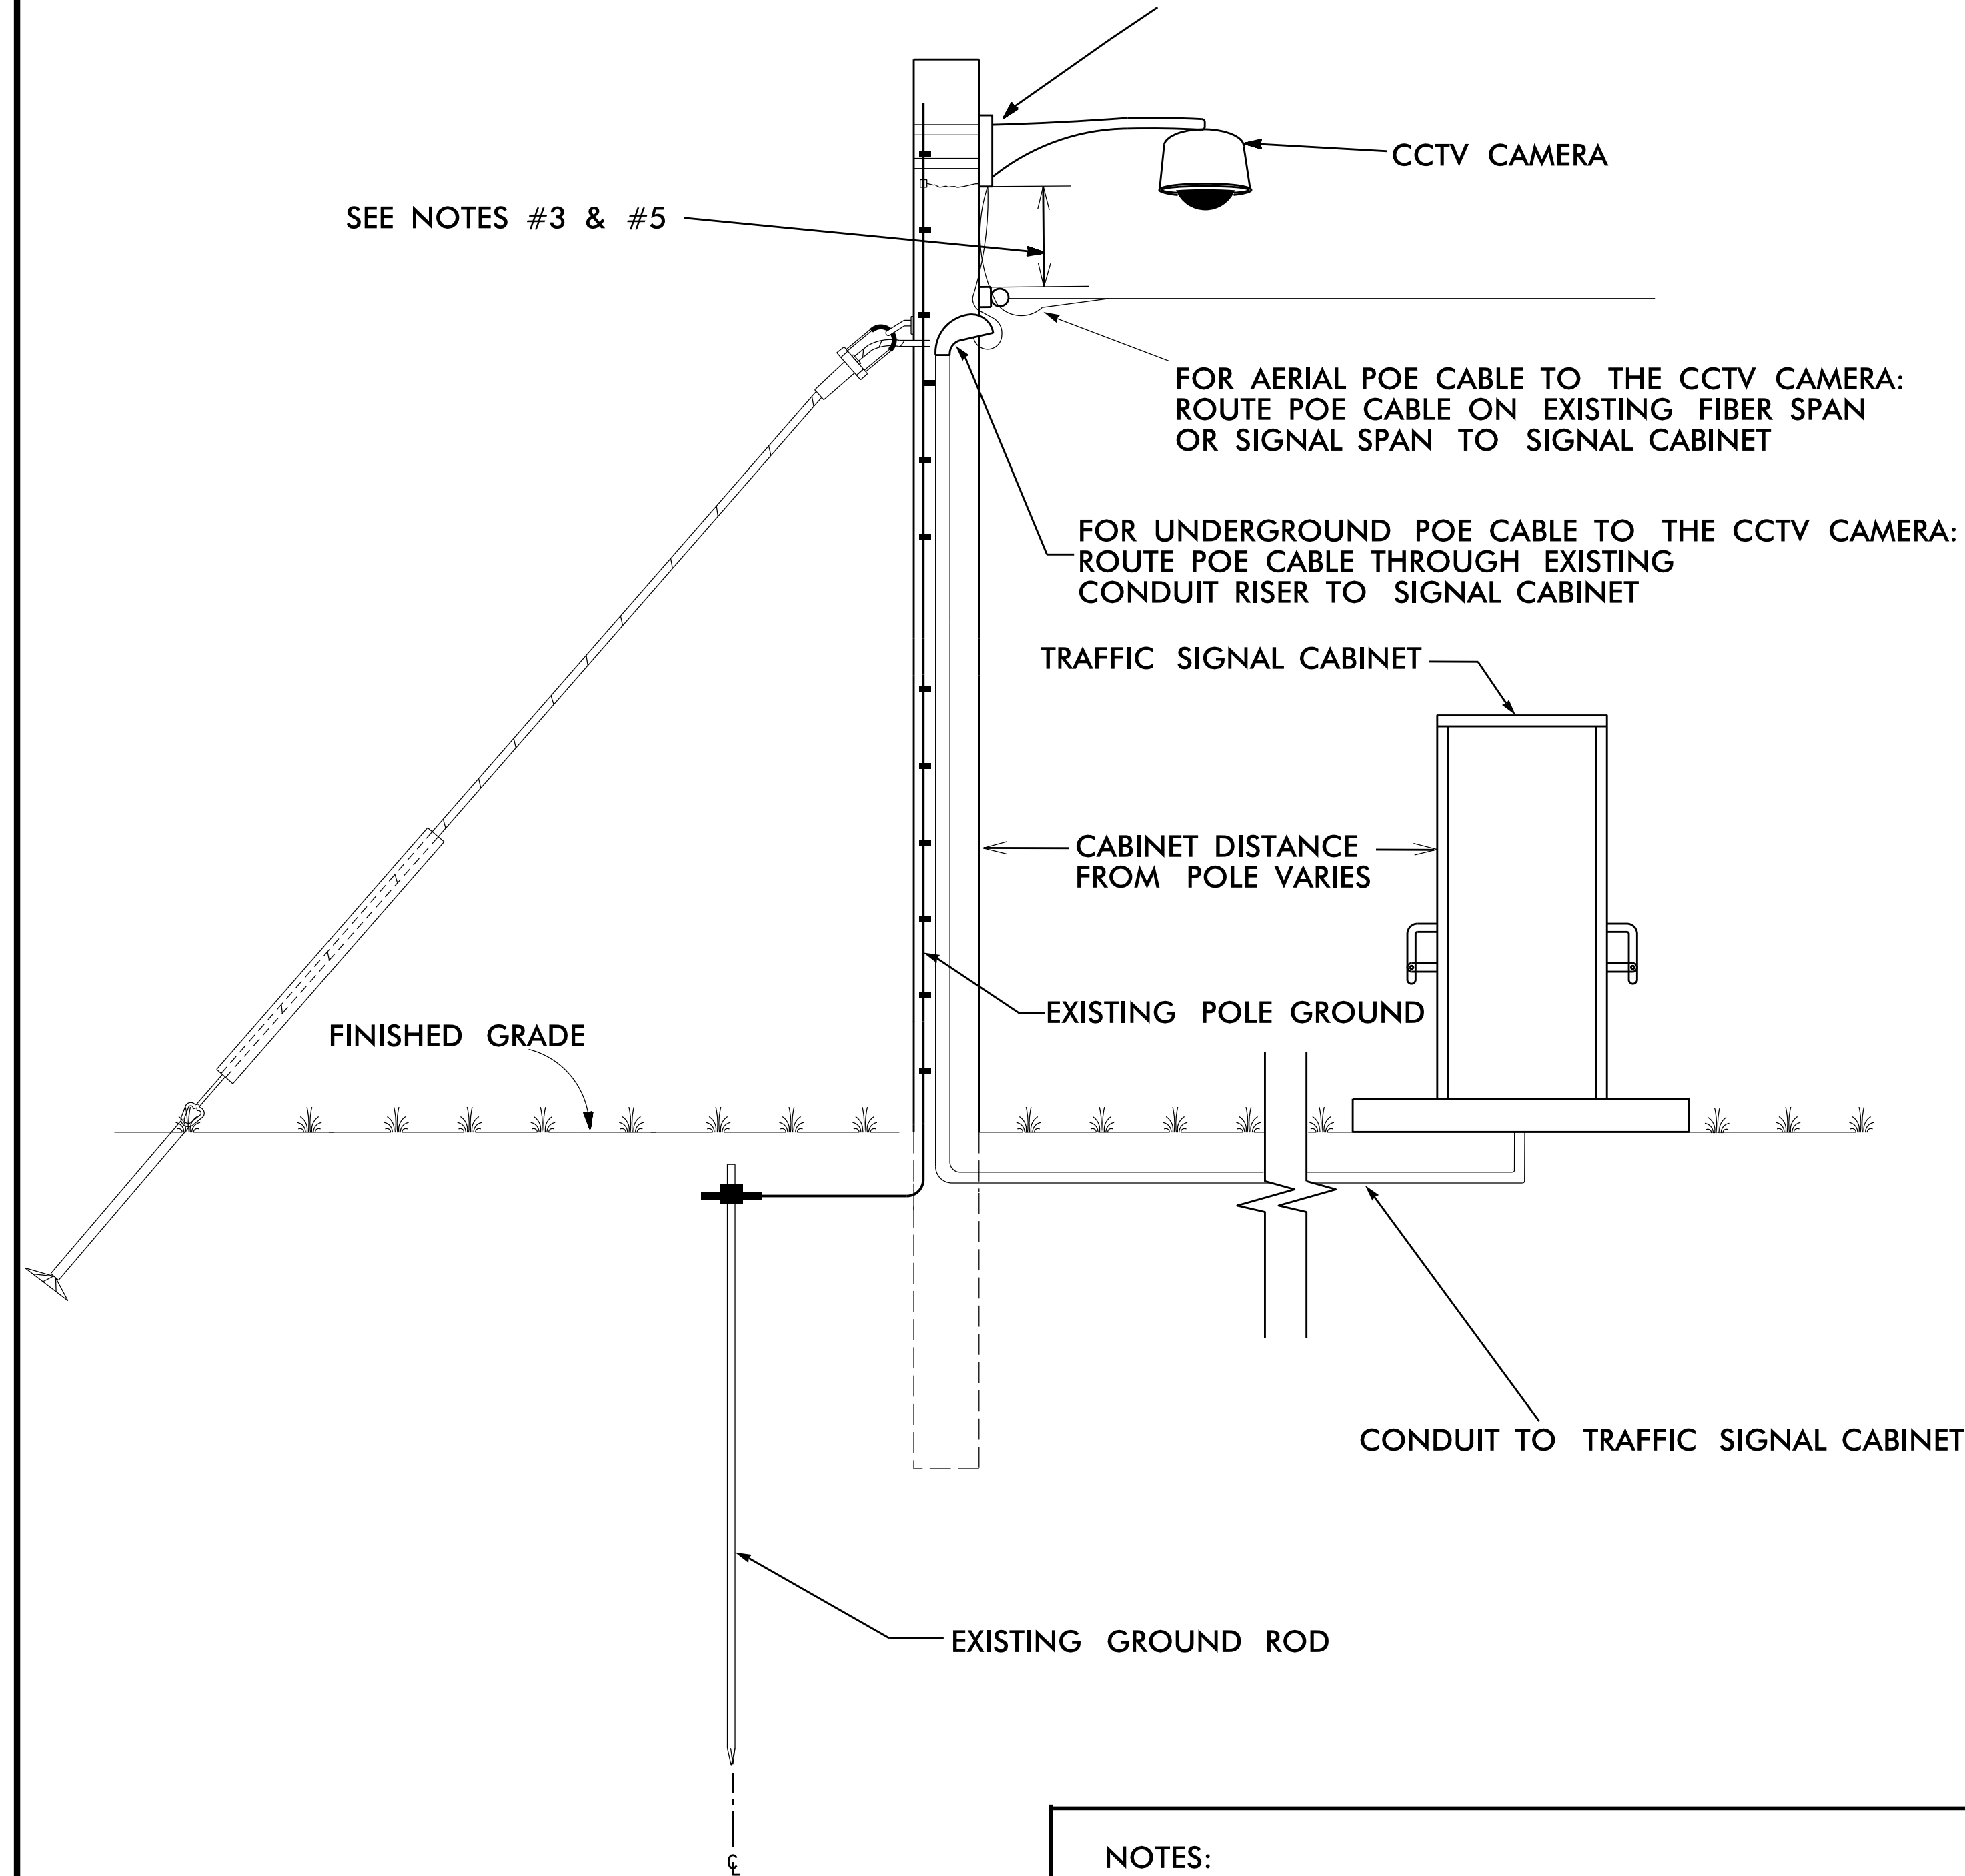 CCTV CAMERA
SEE NOTES #3 & #5
FOR AERIAL POE CABLE TO THE CCTV CAMERA:
ROUTE POE CABLE ON EXISTING FIBER SPAN
OR SIGNAL SPAN TO SIGNAL CABINET
FOR UNDERGROUND POE CABLE TO THE CCTV CAMERA:
ROUTE POE CABLE THROUGH EXISTING
CONDUIT RISER TO SIGNAL CABINET
TRAFFIC SIGNAL CABINET
CABINET DISTANCE
FROM POLE VARIES
EXISTING POLE GROUND
FINISHED GRADE
CONDUIT TO TRAFFIC SIGNAL CABINET
EXISTING GROUND ROD
℄
NOTES: